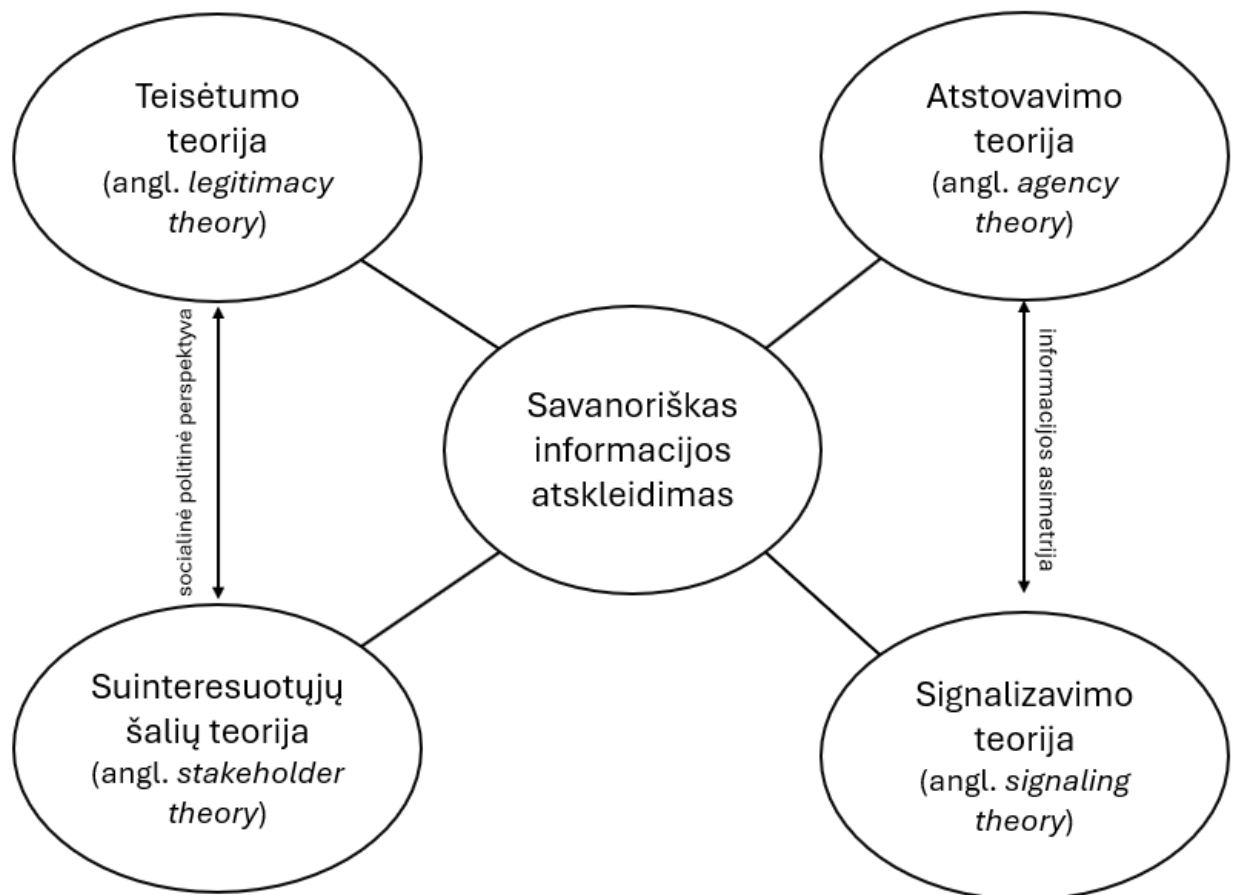 Teisėtumo
teorija
(angl. legitimacy
theory)
Atstovavimo
teorija
(angl. agency
theory)
socialinė politinė perspektyva
informacijos asimetrija
Savanoriškas
informacijos
atskleidimas
Suinteresuotųjų
šalių teorija
(angl. stakeholder
theory)
Signalizavimo
teorija
(angl. signaling
theory)